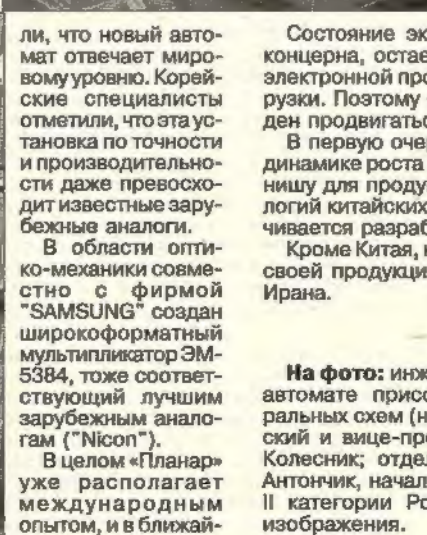 ли, что новый авто-
мат отвечает миро-
вому уровню. Корей-
ские специалисты
отметили, что эта ус-
тановка по точности
и производительно-
сти даже превосхо-
дит известные зару-
бежные аналоги.
В области опти-
ко-механики совме-
стно с фирмой
"SAMSUNG" создан
широкоформатный
мультипликатор ЭМ-
5384, тоже соответ-
ствующий лучшим
зарубежным анало-
гам ("Nicon").
В целом «Планар»
уже располагает
международным
опытом, и в ближай-
Состояние эк
концерна, остае
электронной про
рузки. Поэтому
ден продвигатьс
В первую очер
динамике роста
нишу для проду
логий китайских
чивается разраб
Кроме Китая, н
своей продукци
Ирана.
На фото: инж
автомате присо
ральных схем (н
ский и вице-пре
Колесник; отдел
Антончик, началь
II категории Ро
изображения.